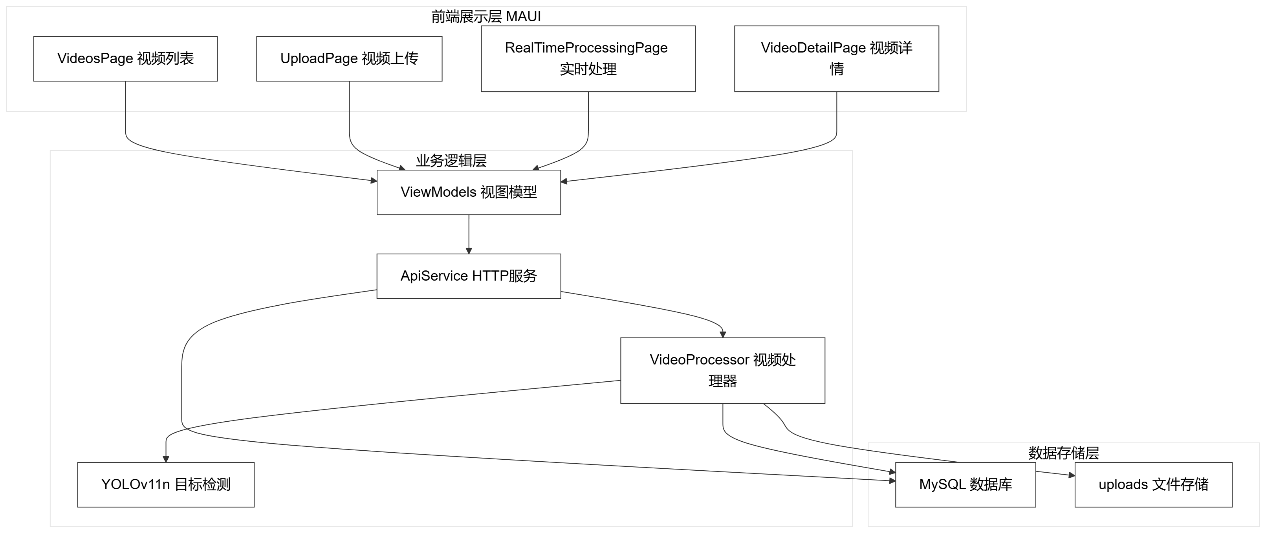 前端展示层 MAUI
VideosPage 视频列表
UploadPage 视频上传
RealTimeProcessingPage
实时处理
VideoDetailPage 视频详
情
业务逻辑层
ViewModels 视图模型
ApiService HTTP服务
VideoProcessor 视频处
理器
YOLOv11n 目标检测
数据存储层
MySQL 数据库
uploads 文件存储